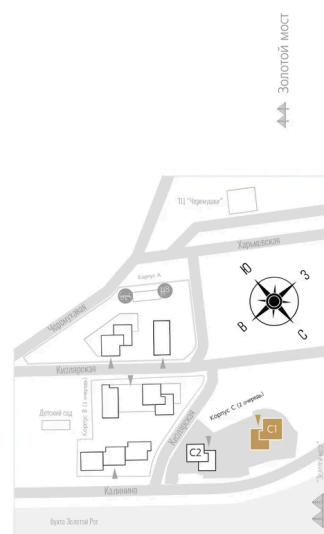 Золотой мост
ТЦ "Черемушки"
Харьковская
Черемуховая
Корпус А
Ю
З
В
С
Кизлярская
Детский сад
Корпус В (3 очередь)
Кизлярская
Корпус С (2 очередь)
С1
С2
Калинина
бухта Золотой Рог